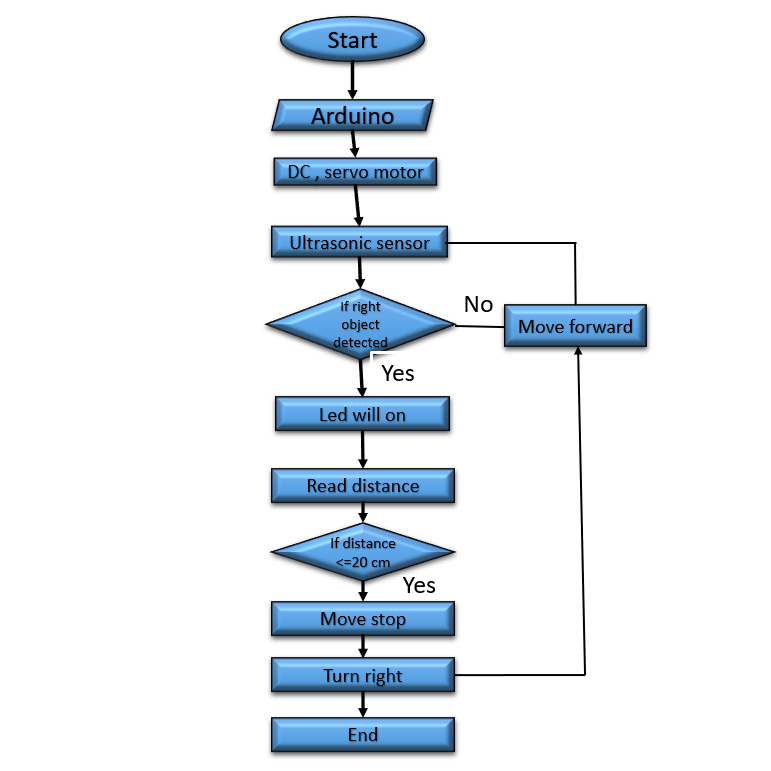 Start
Arduino
DC , servo motor
Ultrasonic sensor
If right
object
detected
No
Move forward
Yes
Led will on
Read distance
If distance
<=20 cm
Yes
Move stop
Turn right
End